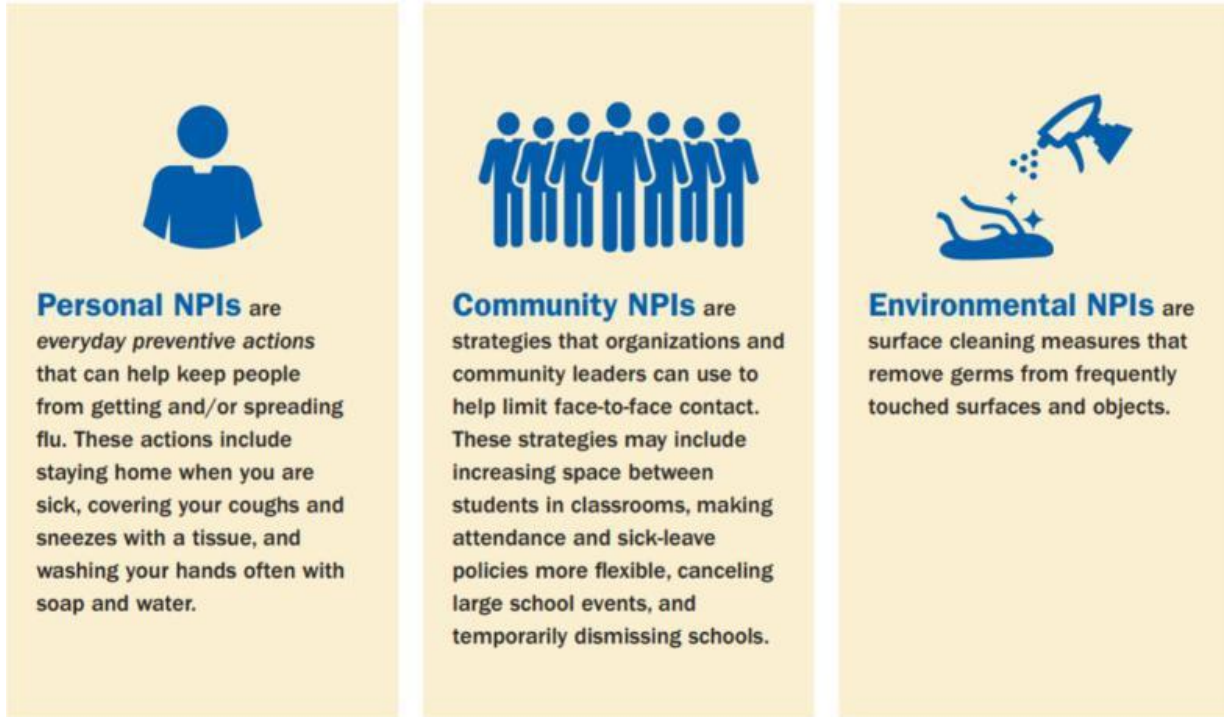 Personal NPIs are
everyday preventive actions
that can help keep people
from getting and/or spreading
flu. These actions include
staying home when you are
sick, covering your coughs and
sneezes with a tissue, and
washing your hands often with
soap and water.
Community NPIs are
strategies that organizations and
community leaders can use to
help limit face-to-face contact.
These strategies may include
increasing space between
students in classrooms, making
attendance and sick-leave
policies more flexible, canceling
large school events, and
temporarily dismissing schools.
Environmental NPIs are
surface cleaning measures that
remove germs from frequently
touched surfaces and objects.